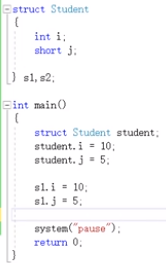 struct Student
{
int i;
short j;
} s1,s2;
int main()
{
struct Student student;
student.i = 10;
student.j = 5;
s1.i = 10;
s1.j = 5;
system("pause");
return 0;
}